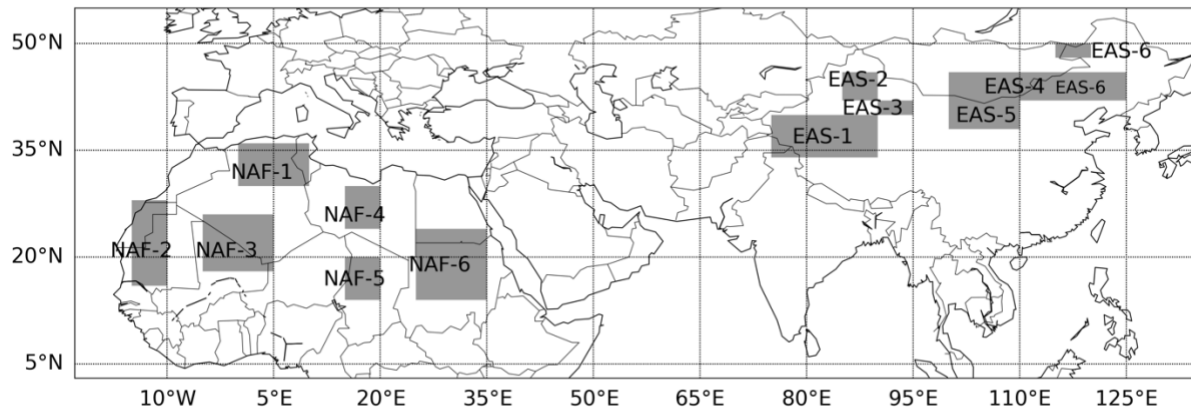 50°N
EAS-6
EAS-2
EAS-4 EAS-6
EAS-3
EAS-5
EAS-1
35°N
NAF-1
NAF-4
NAF-2 NAF-3
20°N
NAF-6
NAF-5
5°N
10°W 5°E 20°E 35°E 50°E 65°E 80°E 95°E 110°E 125°E